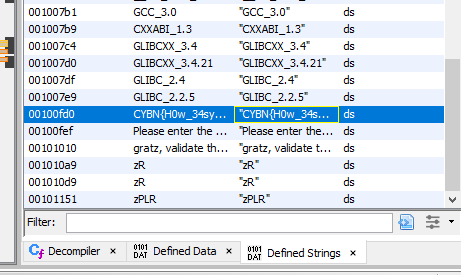 001007b1 GCC_3.0 "GCC_3.0" ds
001007b9 CXXABI_1.3 "CXXABI_1.3" ds
001007c4 GLIBCXX_3.4 "GLIBCXX_3.4" ds
001007d0 GLIBCXX_3.4.21 "GLIBCXX_3.4.21" ds
001007df GLIBC_2.4 "GLIBC_2.4" ds
001007e9 GLIBC_2.2.5 "GLIBC_2.2.5" ds
00100fd0 CYBN{H0w_34sy... "CYBN{H0w_34s... ds
00100fef Please enter the ... "Please enter the ... ds
00101010 gratz, validate th... "gratz, validate t... ds
001010a9 zR "zR" ds
001010d9 zR "zR" ds
00101151 zPLR "zPLR" ds
Filter:
Decompiler × 0101 DAT Defined Data × 0101 DAT Defined Strings ×